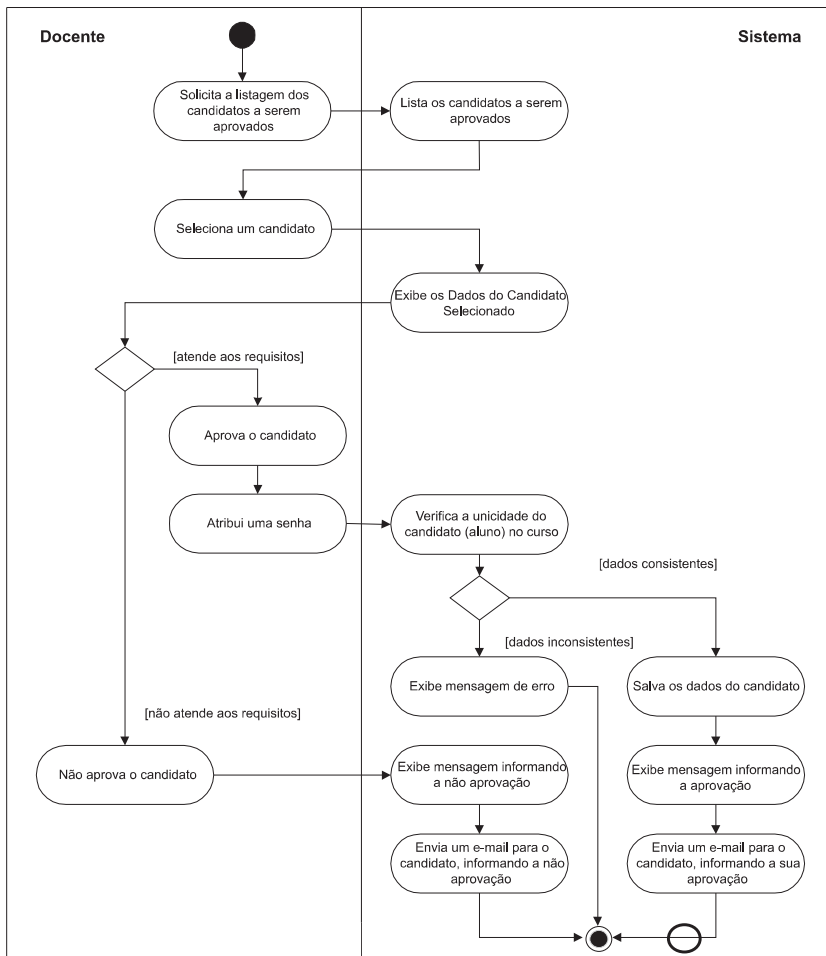 Docente
Sistema
Solicita a listagem dos
candidatos a serem
aprovados
Lista os candidatos a serem
aprovados
Seleciona um candidato
Exibe os Dados do Candidato
Selecionado
[atende aos requisitos]
Aprova o candidato
Atribui uma senha
Verifica a unicidade do
candidato (aluno) no curso
[dados consistentes]
[dados inconsistentes]
Exibe mensagem de erro
Salva os dados do candidato
[não atende aos requisitos]
Não aprova o candidato
Exibe mensagem informando
a não aprovação
Exibe mensagem informando
a aprovação
Envia um e-mail para o
candidato, informando a não
aprovação
Envia um e-mail para o
candidato, informando a sua
aprovação